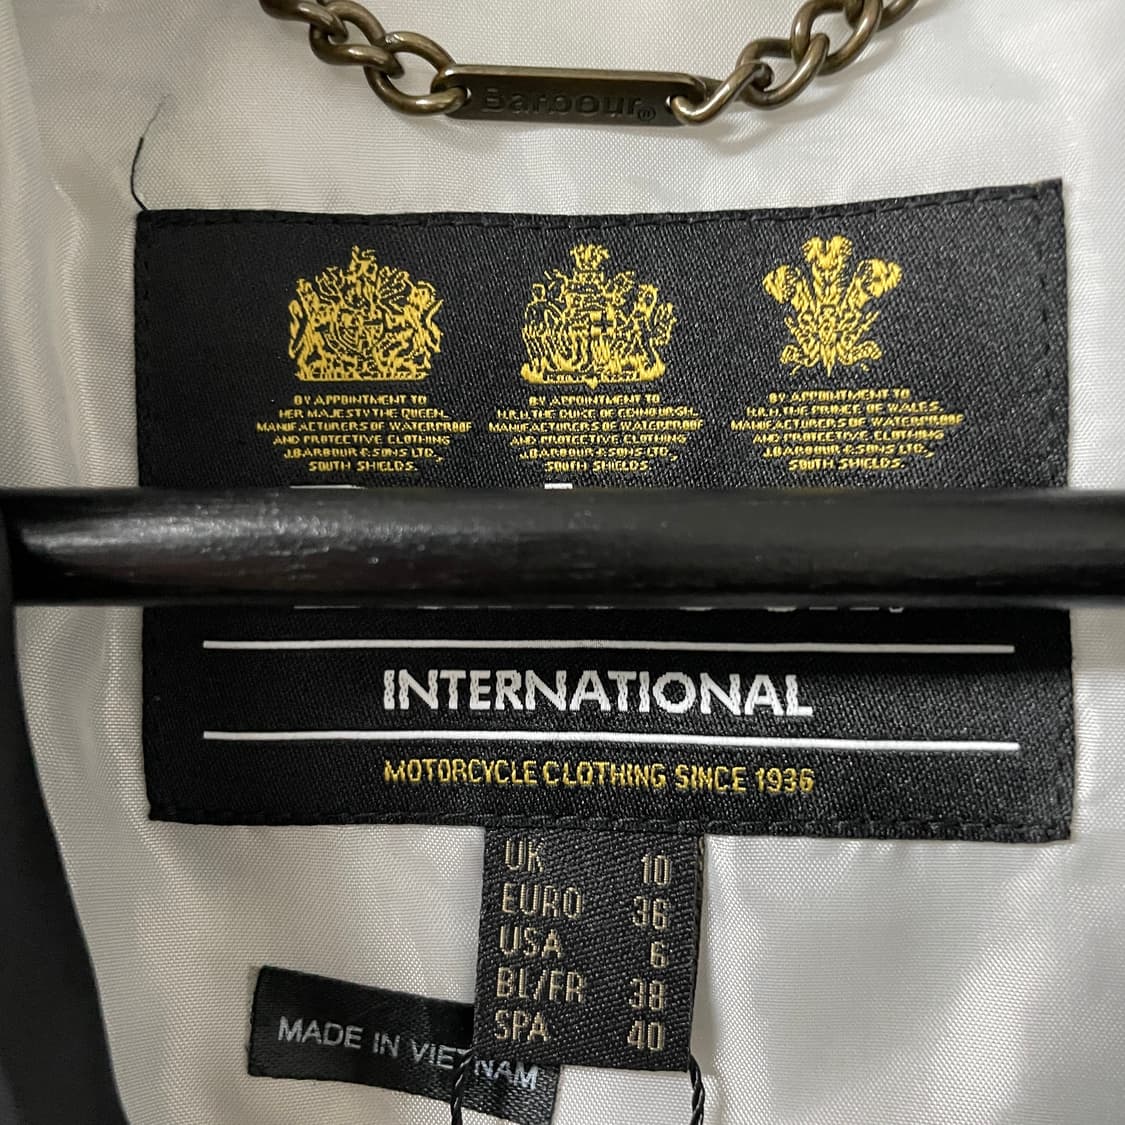 Barbour®
BY APPOINTMENT TO
HER MAJESTY THE QUEEN
MANUFACTURERS OF WATERPROOF
AND PROTECTIVE CLOTHING
J.BARBOUR & SONS LTD.,
SOUTH SHIELDS.
BY APPOINTMENT TO
H.R.H. THE DUKE OF EDINBURGH.
MANUFACTURERS OF WATERPROOF
AND PROTECTIVE CLOTHING
J.BARBOUR & SONS LTD.,
SOUTH SHIELDS.
BY APPOINTMENT TO
H.R.H. THE PRINCE OF WALES.
MANUFACTURERS OF WATERPROOF
AND PROTECTIVE CLOTHING
J.BARBOUR & SONS LTD.,
SOUTH SHIELDS.
INTERNATIONAL
MOTORCYCLE CLOTHING SINCE 1936
UK 10
EURO 36
USA 6
BL/FR 38
SPA 40
MADE IN VIETNAM